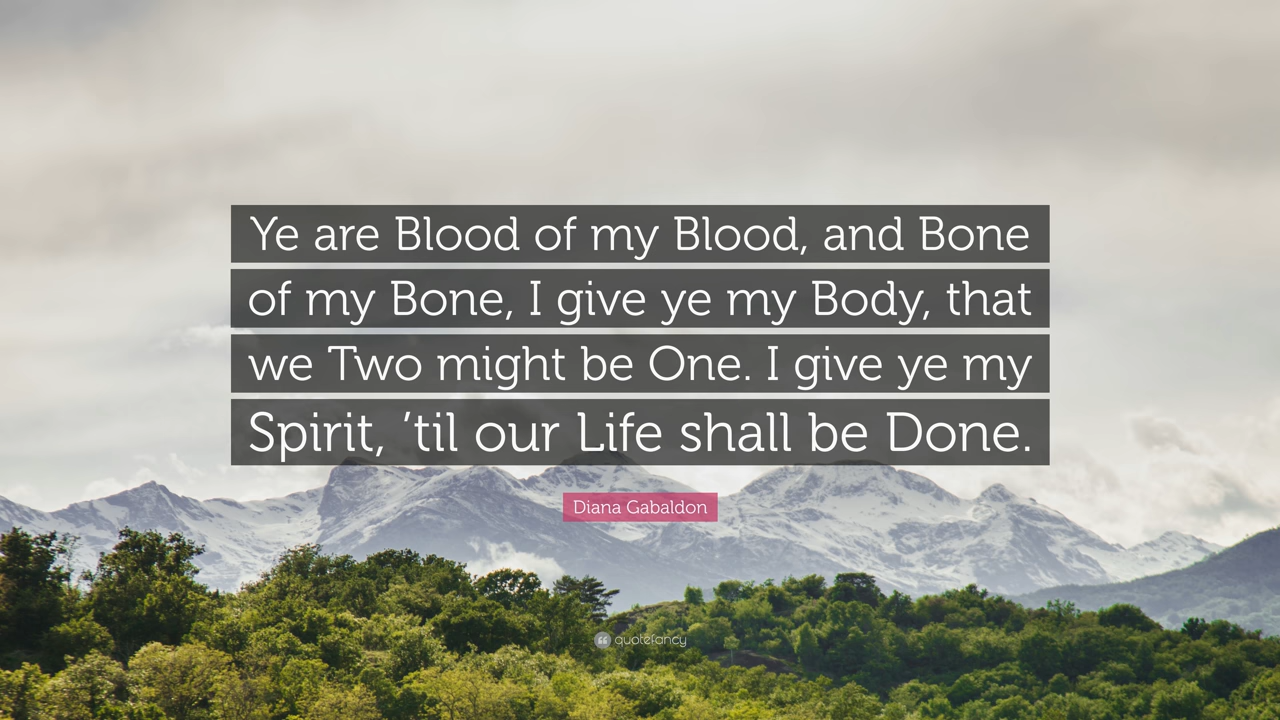 Ye are Blood of my Blood, and Bone
of my Bone, I give ye my Body, that
we Two might be One. I give ye my
Spirit, ’til our Life shall be Done.
Diana Gabaldon
quotefancy